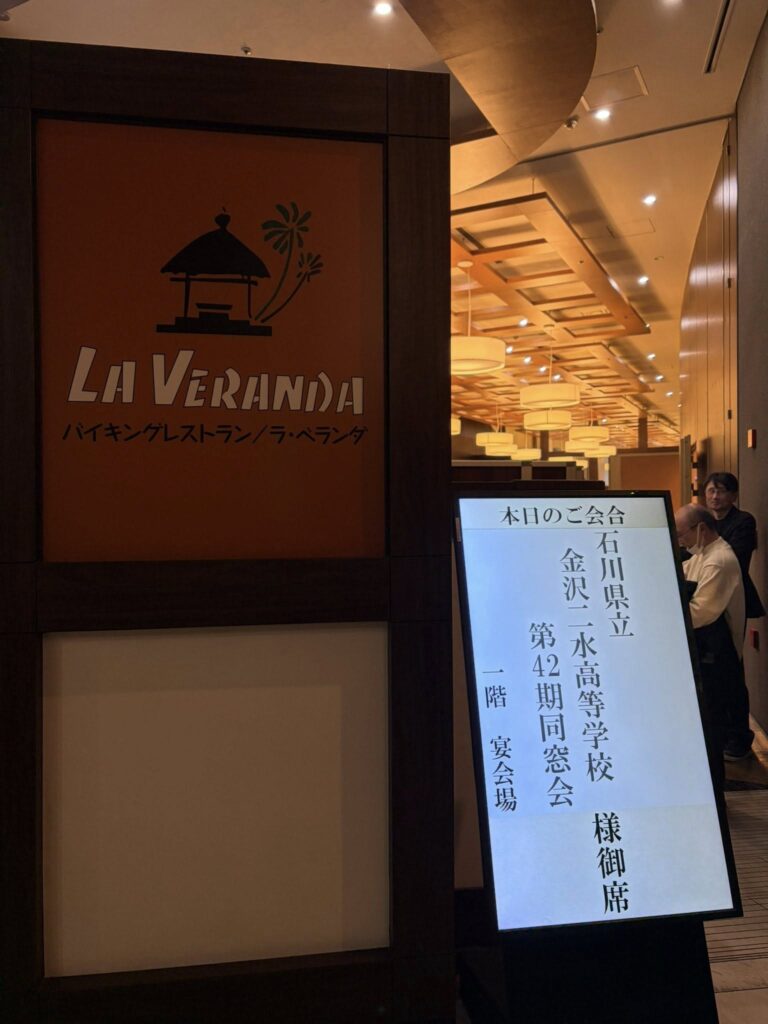 LA VERANDA
バイキングレストラン/ラ・ベランダ
本日のご会合
石川県立
金沢二水高等学校
第42期同窓会
様御席
一階 宴会場